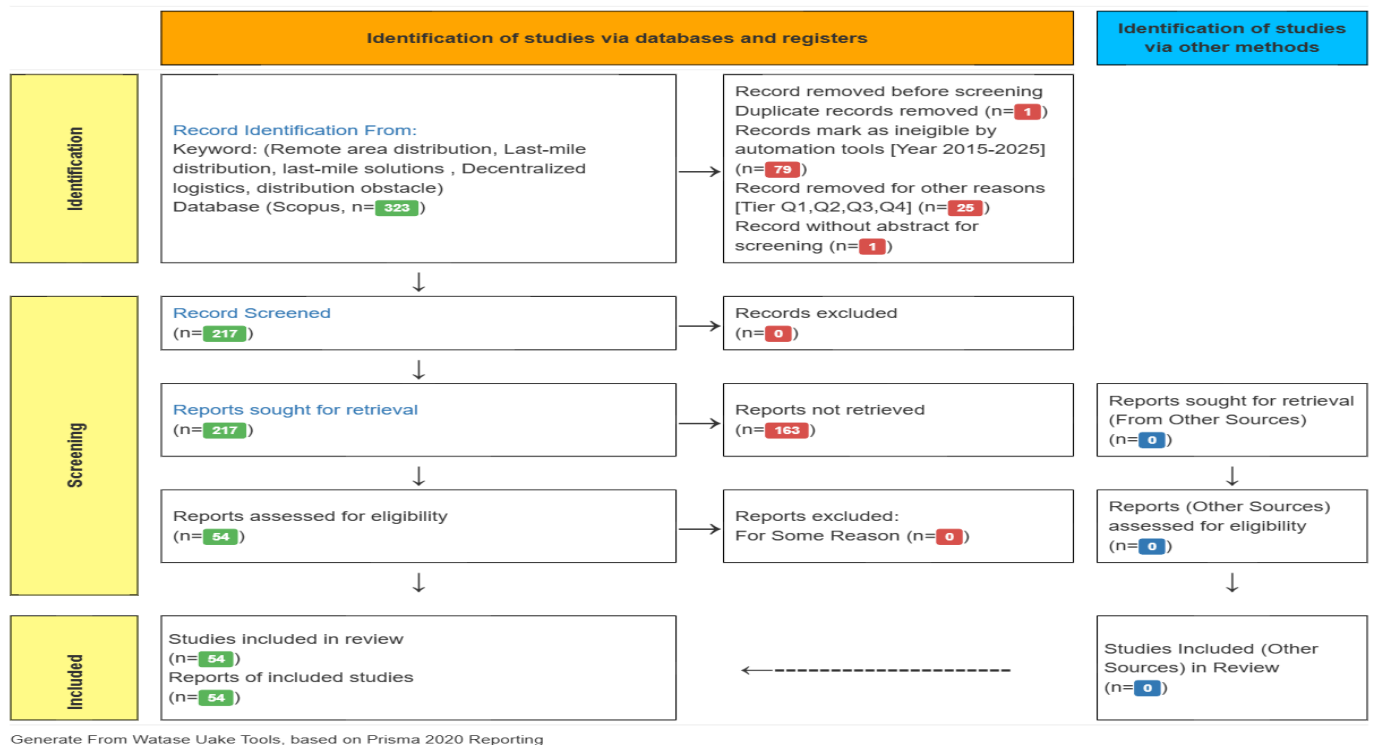 Identification of studies via databases and registers
Identification of studies
via other methods
Identification
Record Identification From:
Keyword: (Remote area distribution, Last-mile
distribution, last-mile solutions , Decentralized
logistics, distribution obstacle)
Database (Scopus, n= 323 )
Record removed before screening
Duplicate records removed (n= 1 )
Records mark as ineigible by
automation tools [Year 2015-2025]
(n= 79 )
Record removed for other reasons
[Tier Q1,Q2,Q3,Q4] (n= 25 )
Record without abstract for
screening (n= 1 )
Screening
Record Screened
(n= 217 )
Records excluded
(n= 0 )
Reports sought for retrieval
(n= 217 )
Reports not retrieved
(n= 163 )
Reports sought for retrieval
(From Other Sources)
(n= 0 )
Reports assessed for eligibility
(n= 54 )
Reports excluded:
For Some Reason (n= 0 )
Reports (Other Sources)
assessed for eligibility
(n= 0 )
Included
Studies included in review
(n= 54 )
Reports of included studies
(n= 54 )
Studies Included (Other
Sources) in Review
(n= 0 )
Generate From Watase Uake Tools, based on Prisma 2020 Reporting